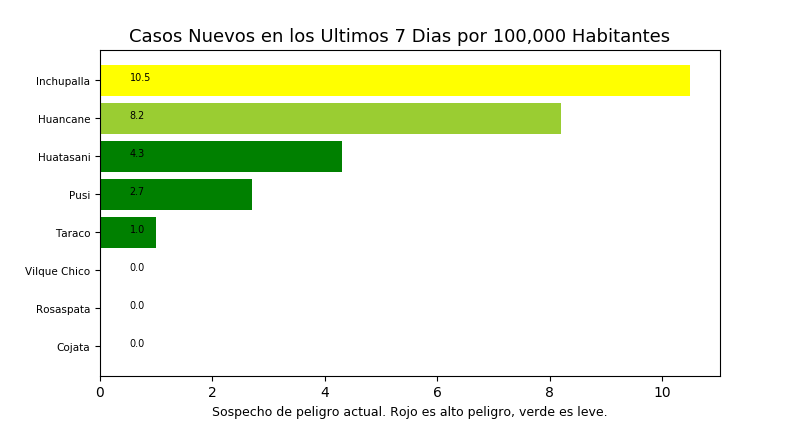 Casos Nuevos en los Ultimos 7 Dias por 100,000 Habitantes
Inchupalla 10.5
Huancane 8.2
Huatasani 4.3
Pusi 2.7
Taraco 1.0
Vilque Chico 0.0
Rosaspata 0.0
Cojata 0.0
0 2 4 6 8 10
Sospecho de peligro actual. Rojo es alto peligro, verde es leve.